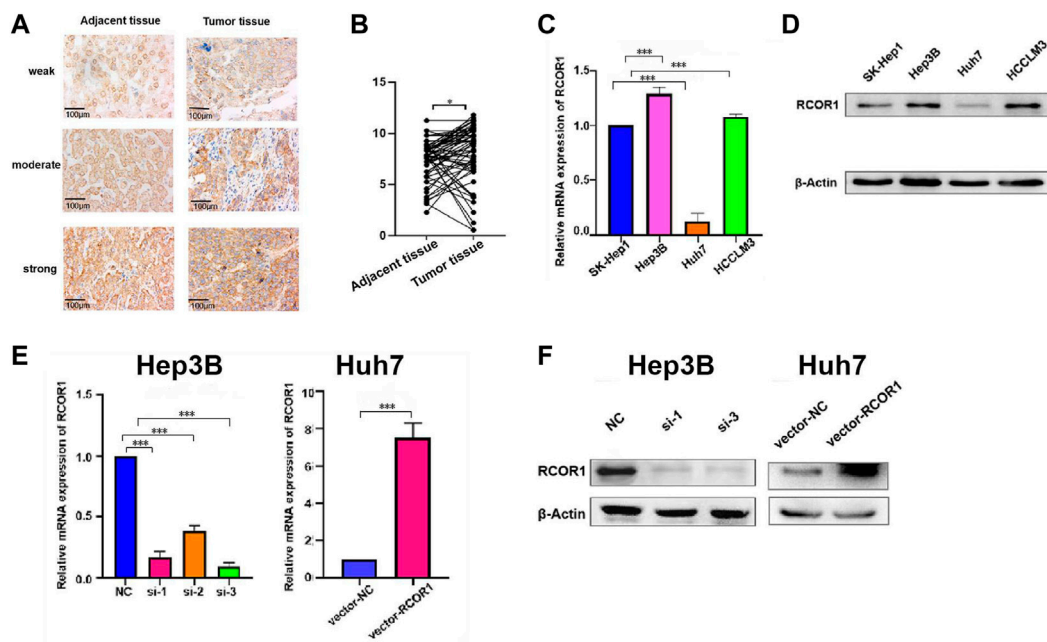 A
Adjacent tissue
Tumor tissue
weak
100μm
100μm
moderate
100μm
100μm
strong
100μm
100μm
B
*
15
10
5
0
Adjacent tissue
Tumor tissue
C
Relative mRNA expression of RCOR1
***
***
***
1.5
1.0
0.5
0.0
SK-Hep1
Hep3B
Huh7
HCCLM3
D
SK-Hep1
Hep3B
Huh7
HCCLM3
RCOR1
β-Actin
E
Hep3B
Relative mRNA expression of RCOR1
***
***
***
1.5
1.0
0.5
0.0
NC
si-1
si-2
si-3
Huh7
Relative mRNA expression of RCOR1
***
10
8
6
4
2
0
vector-NC
vector-RCOR1
F
Hep3B
Huh7
NC
si-1
si-3
vector-NC
vector-RCOR1
RCOR1
β-Actin